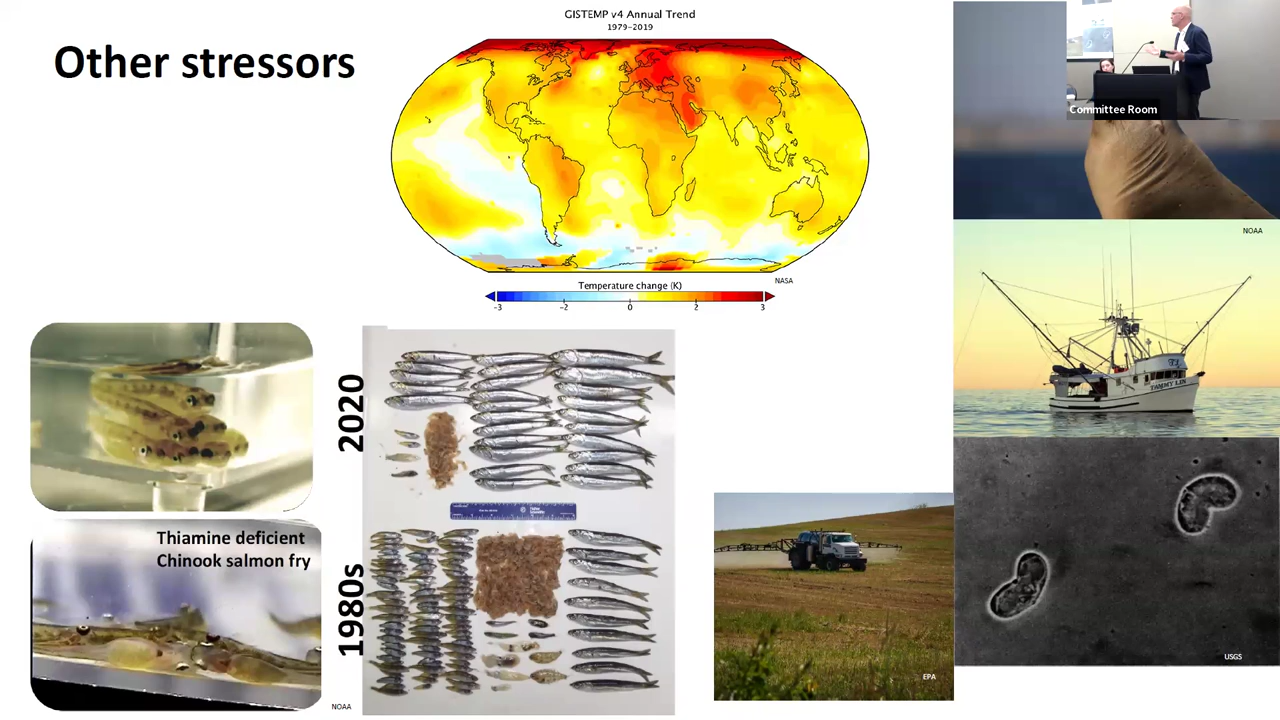 Other stressors
GISTEMP v4 Annual Trend
1979-2019
Temperature change (K)
-3 -2 0 2 3
NASA
Committee Room
NOAA
TAMMY LIN
2020
1980s
Thiamine deficient
Chinook salmon fry
NOAA
EPA
USGS